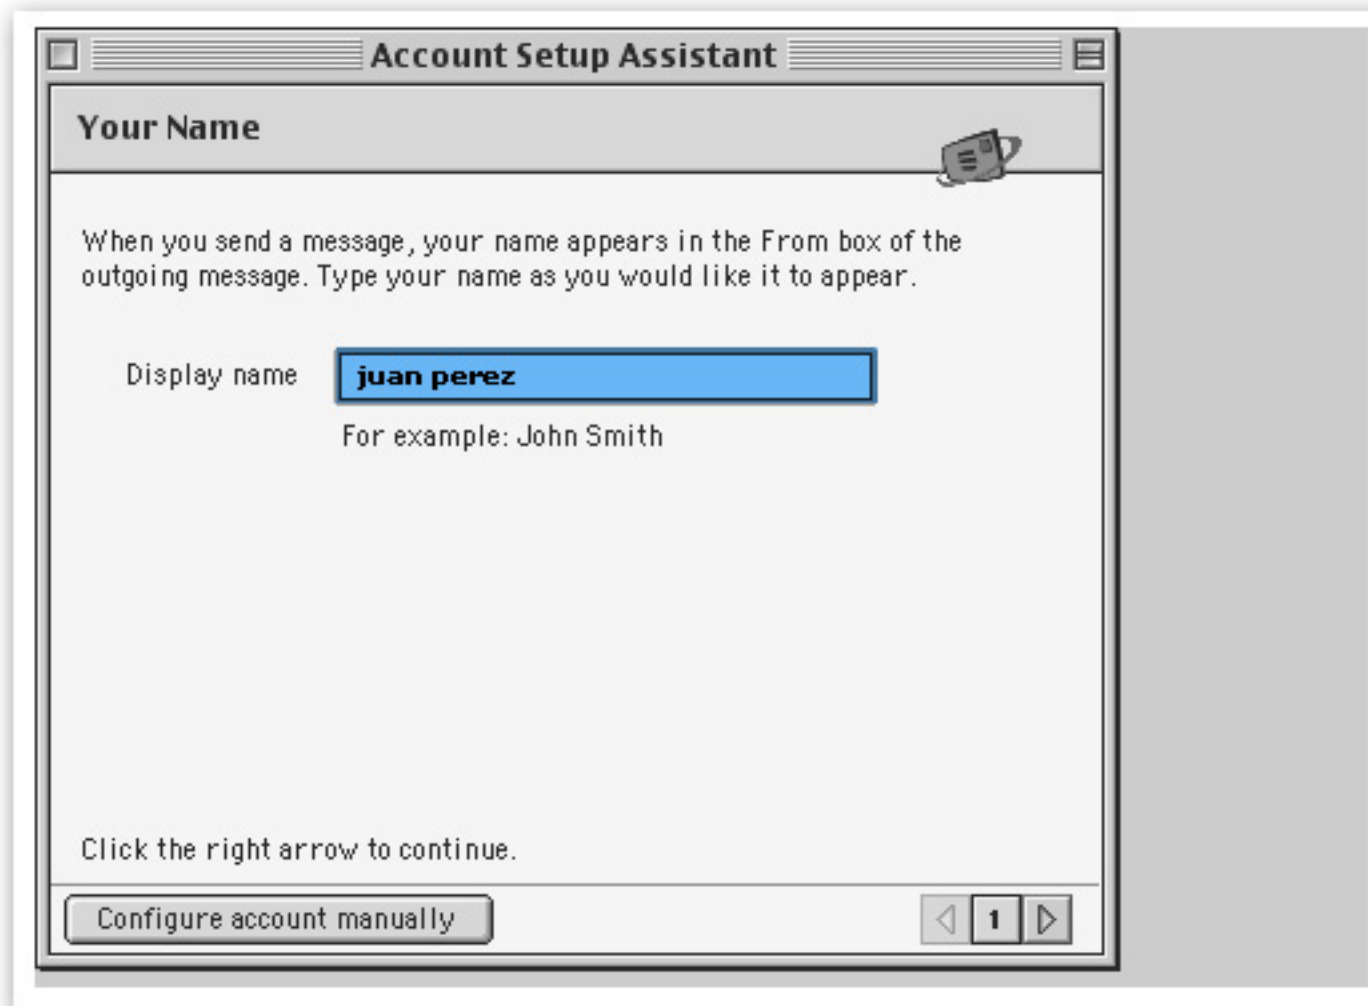 Account Setup Assistant
Your Name
When you send a message, your name appears in the From box of the
outgoing message. Type your name as you would like it to appear.
Display name juan perez
For example: John Smith
Click the right arrow to continue.
Configure account manually 1